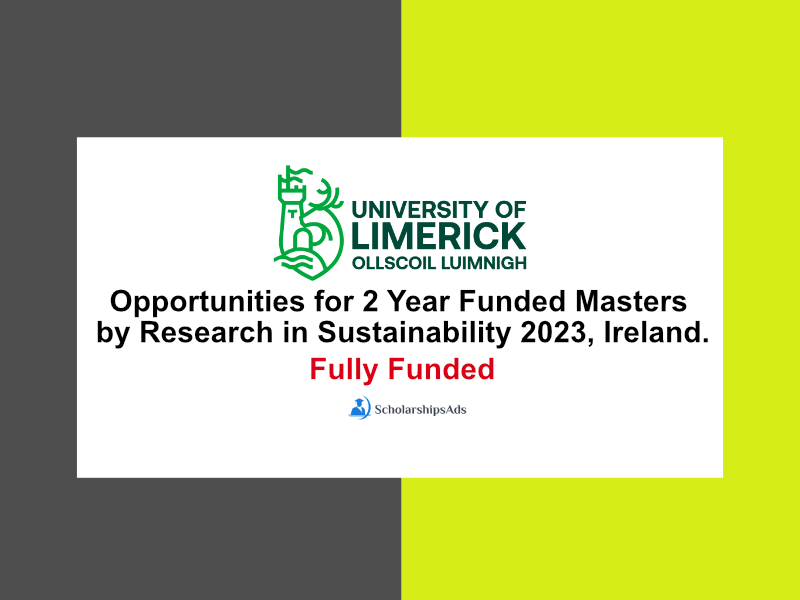 UNIVERSITY OF
LIMERICK
OLLSCOIL LUIMNIGH
Opportunities for 2 Year Funded Masters
by Research in Sustainability 2023, Ireland.
Fully Funded
ScholarshipsAds